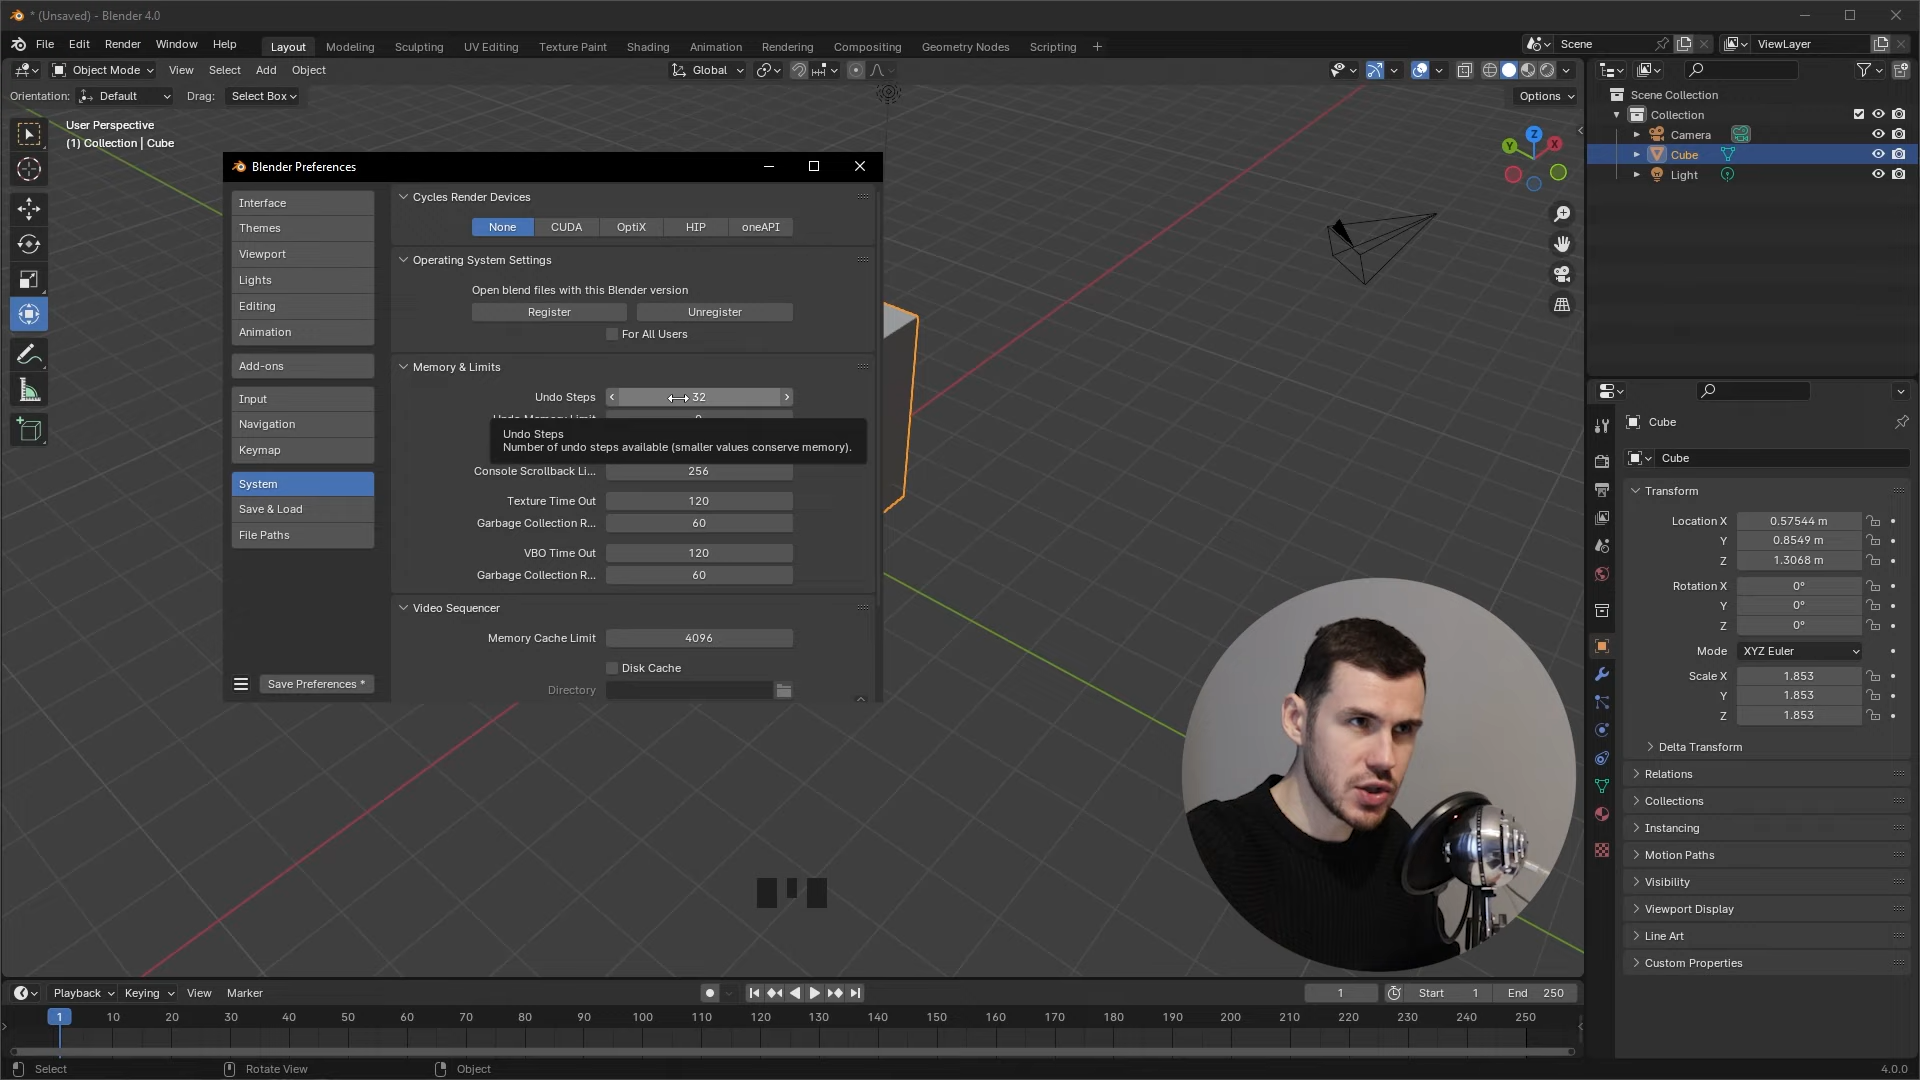 * (Unsaved) - Blender 4.0
File Edit Render Window Help Layout Modeling Sculpting UV Editing Texture Paint Shading Animation Rendering Compositing Geometry Nodes Scripting + Scene ViewLayer
Object Mode View Select Add Object Global
Orientation: Default Drag: Select Box Options
User Perspective
(1) Collection | Cube
Z
Y
X
Scene Collection
Collection
Camera
Cube
Light
Blender Preferences
Interface
Themes
Viewport
Lights
Editing
Animation
Add-ons
Input
Navigation
Keymap
System
Save & Load
File Paths
Save Preferences *
Cycles Render Devices
None CUDA OptiX HIP oneAPI
Operating System Settings
Open blend files with this Blender version
Register Unregister
For All Users
Memory & Limits
Undo Steps 32
Undo Steps
Number of undo steps available (smaller values conserve memory).
Console Scrollback Li... 256
Texture Time Out 120
Garbage Collection R... 60
VBO Time Out 120
Garbage Collection R... 60
Video Sequencer
Memory Cache Limit 4096
Disk Cache
Directory
Cube
Cube
Transform
Location X 0.57544 m
Y 0.8549 m
Z 1.3068 m
Rotation X 0°
Y 0°
Z 0°
Mode XYZ Euler
Scale X 1.853
Y 1.853
Z 1.853
Delta Transform
Relations
Collections
Instancing
Motion Paths
Visibility
Viewport Display
Line Art
Custom Properties
Playback Keying View Marker 1 Start 1 End 250
1 10 20 30 40 50 60 70 80 90 100 110 120 130 140 150 160 170 180 190 200 210 220 230 240 250
Select Rotate View Object 4.0.0